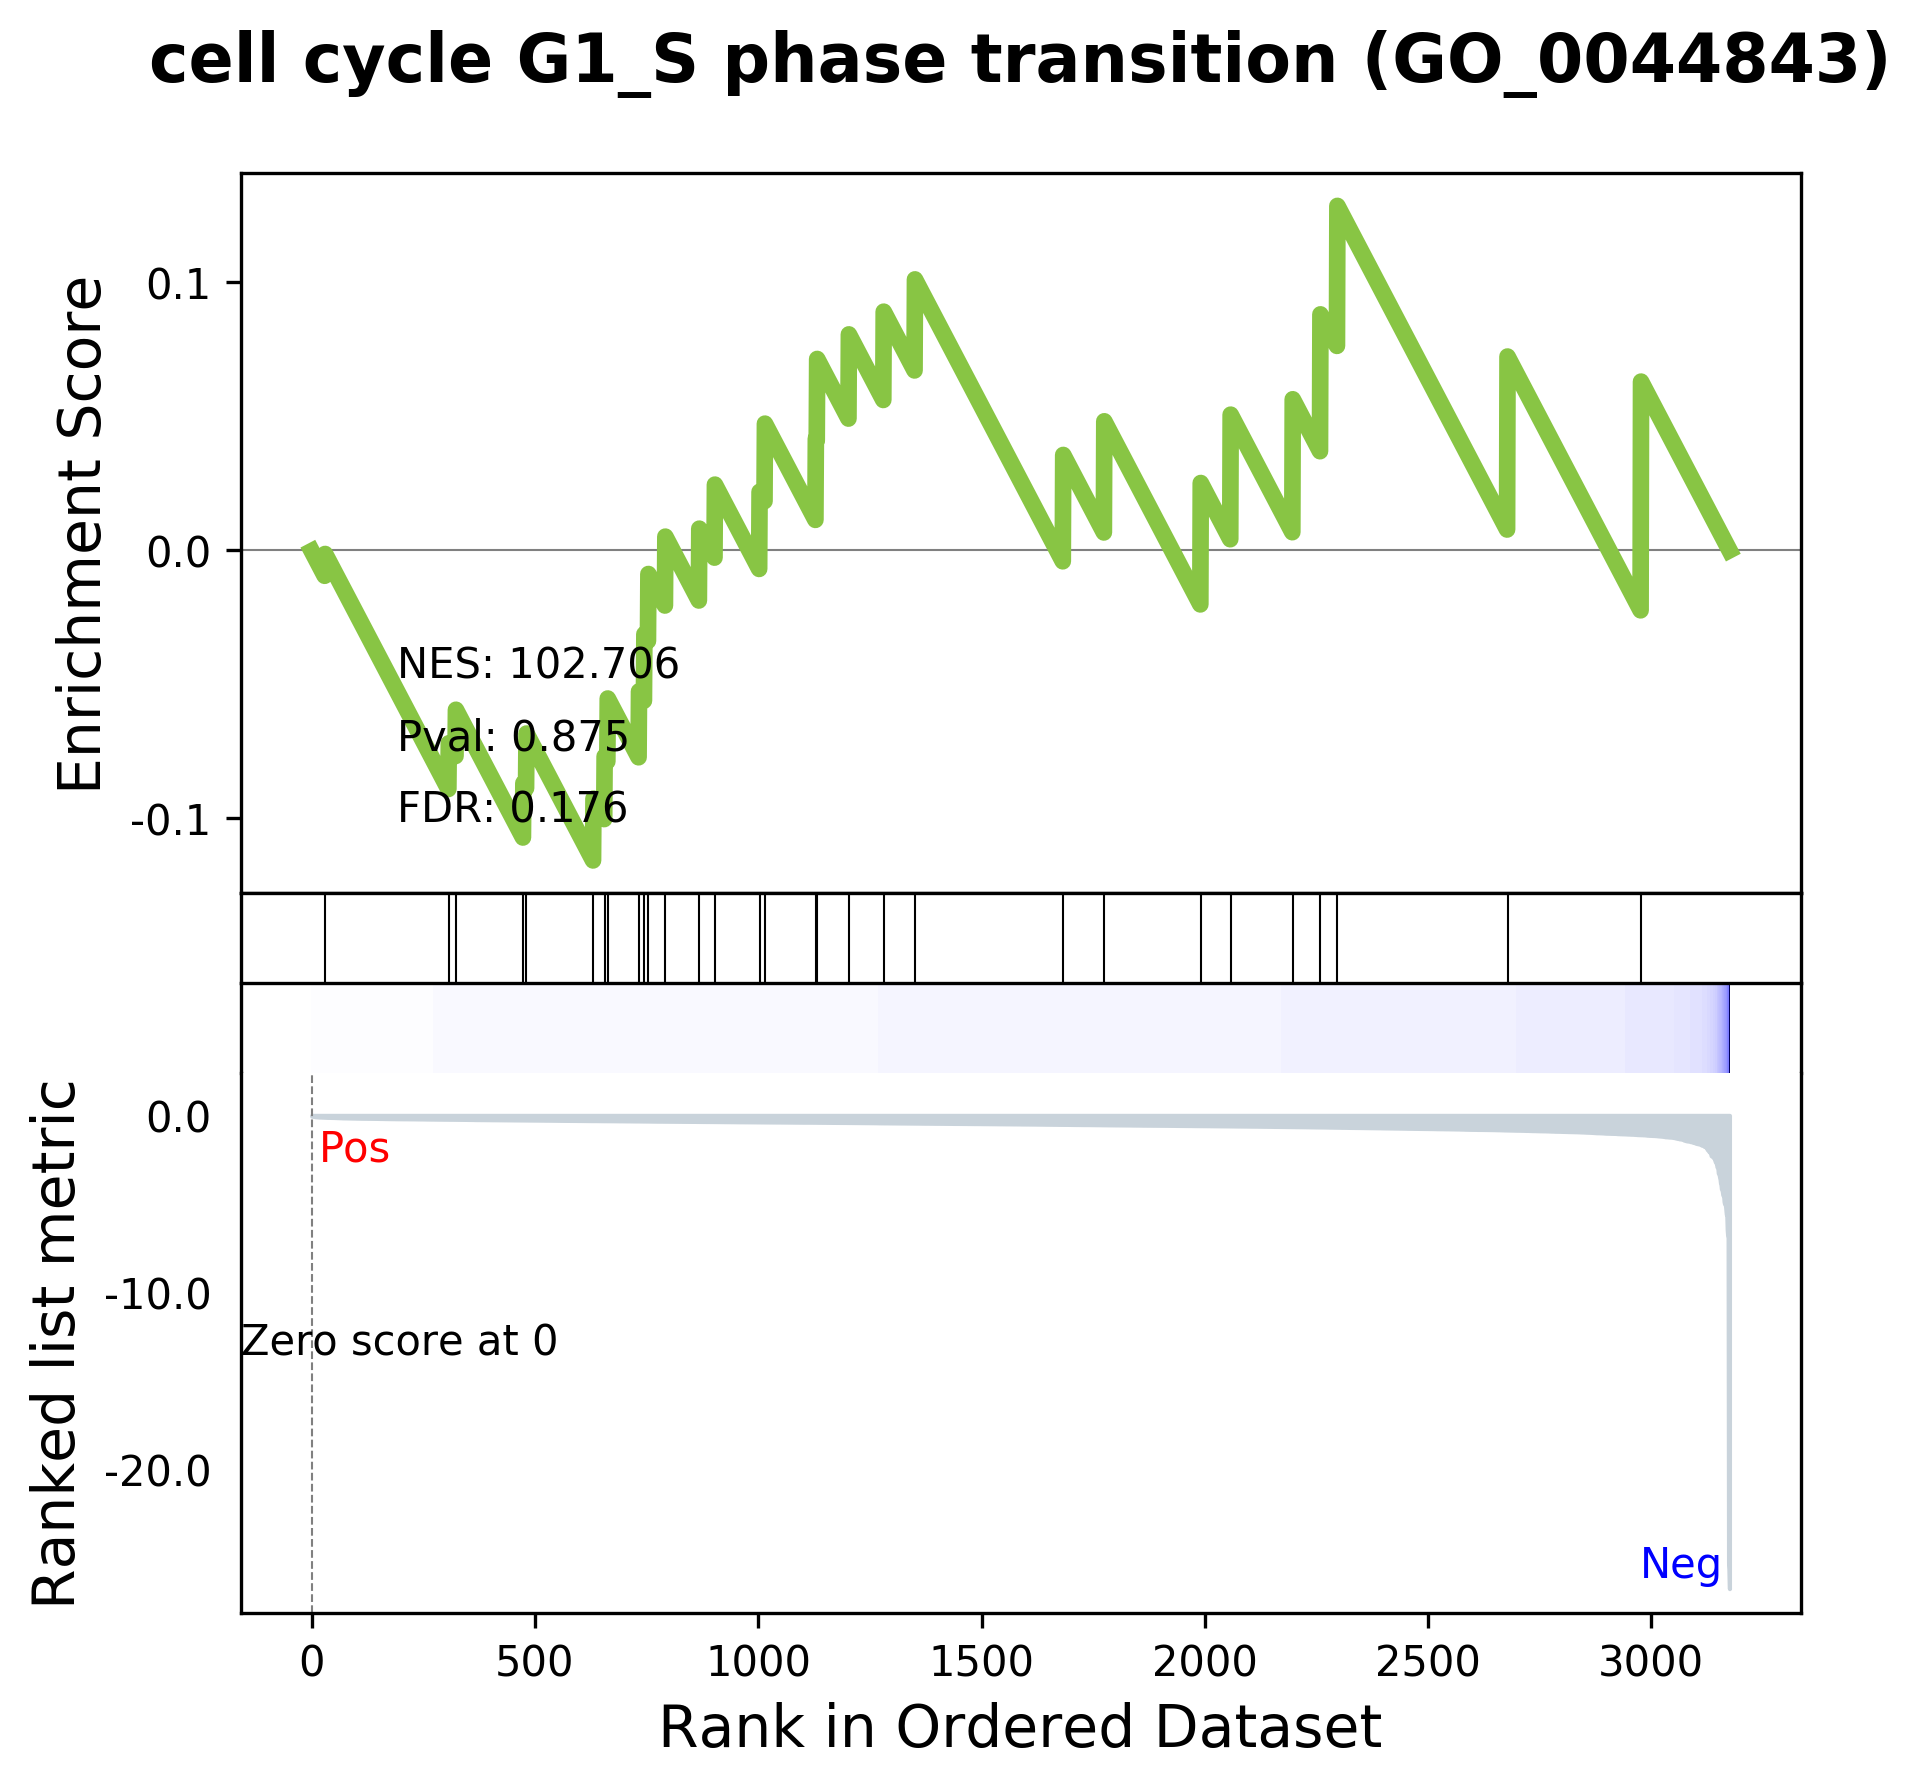 cell cycle G1_S phase transition (GO_0044843)
Enrichment Score
0.1
0.0
-0.1
NES: 102.706
Pval: 0.875
FDR: 0.176
Ranked list metric
0.0
-10.0
-20.0
Pos
Zero score at 0
Neg
0 500 1000 1500 2000 2500 3000
Rank in Ordered Dataset